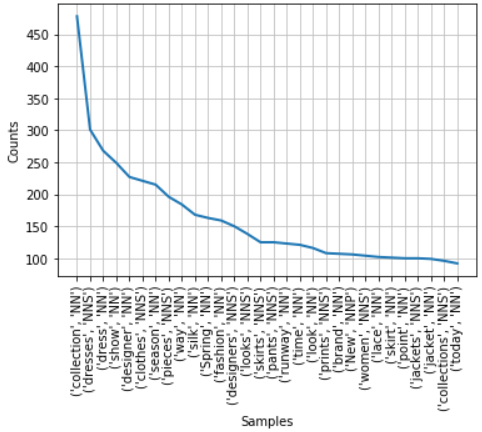 450
400
350
300
250
200
150
100
Counts
('collection', 'NN')
('dresses', 'NNS')
('dress', 'NN')
('show', 'NN')
('designer', 'NN')
('clothes', 'NNS')
('season', 'NN')
('pieces', 'NNS')
('way', 'NN')
('silk', 'NN')
('Spring', 'NN')
('fashion', 'NN')
('designers', 'NNS')
('looks', 'NNS')
('skirts', 'NNS')
('pants', 'NNS')
('runway', 'NN')
('time', 'NN')
('look', 'NN')
('prints', 'NNS')
('brand', 'NN')
('New', 'NNP')
('women', 'NNS')
('lace', 'NN')
('skirt', 'NN')
('point', 'NN')
('jackets', 'NNS')
('jacket', 'NN')
('collections', 'NNS')
('today', 'NN')
Samples